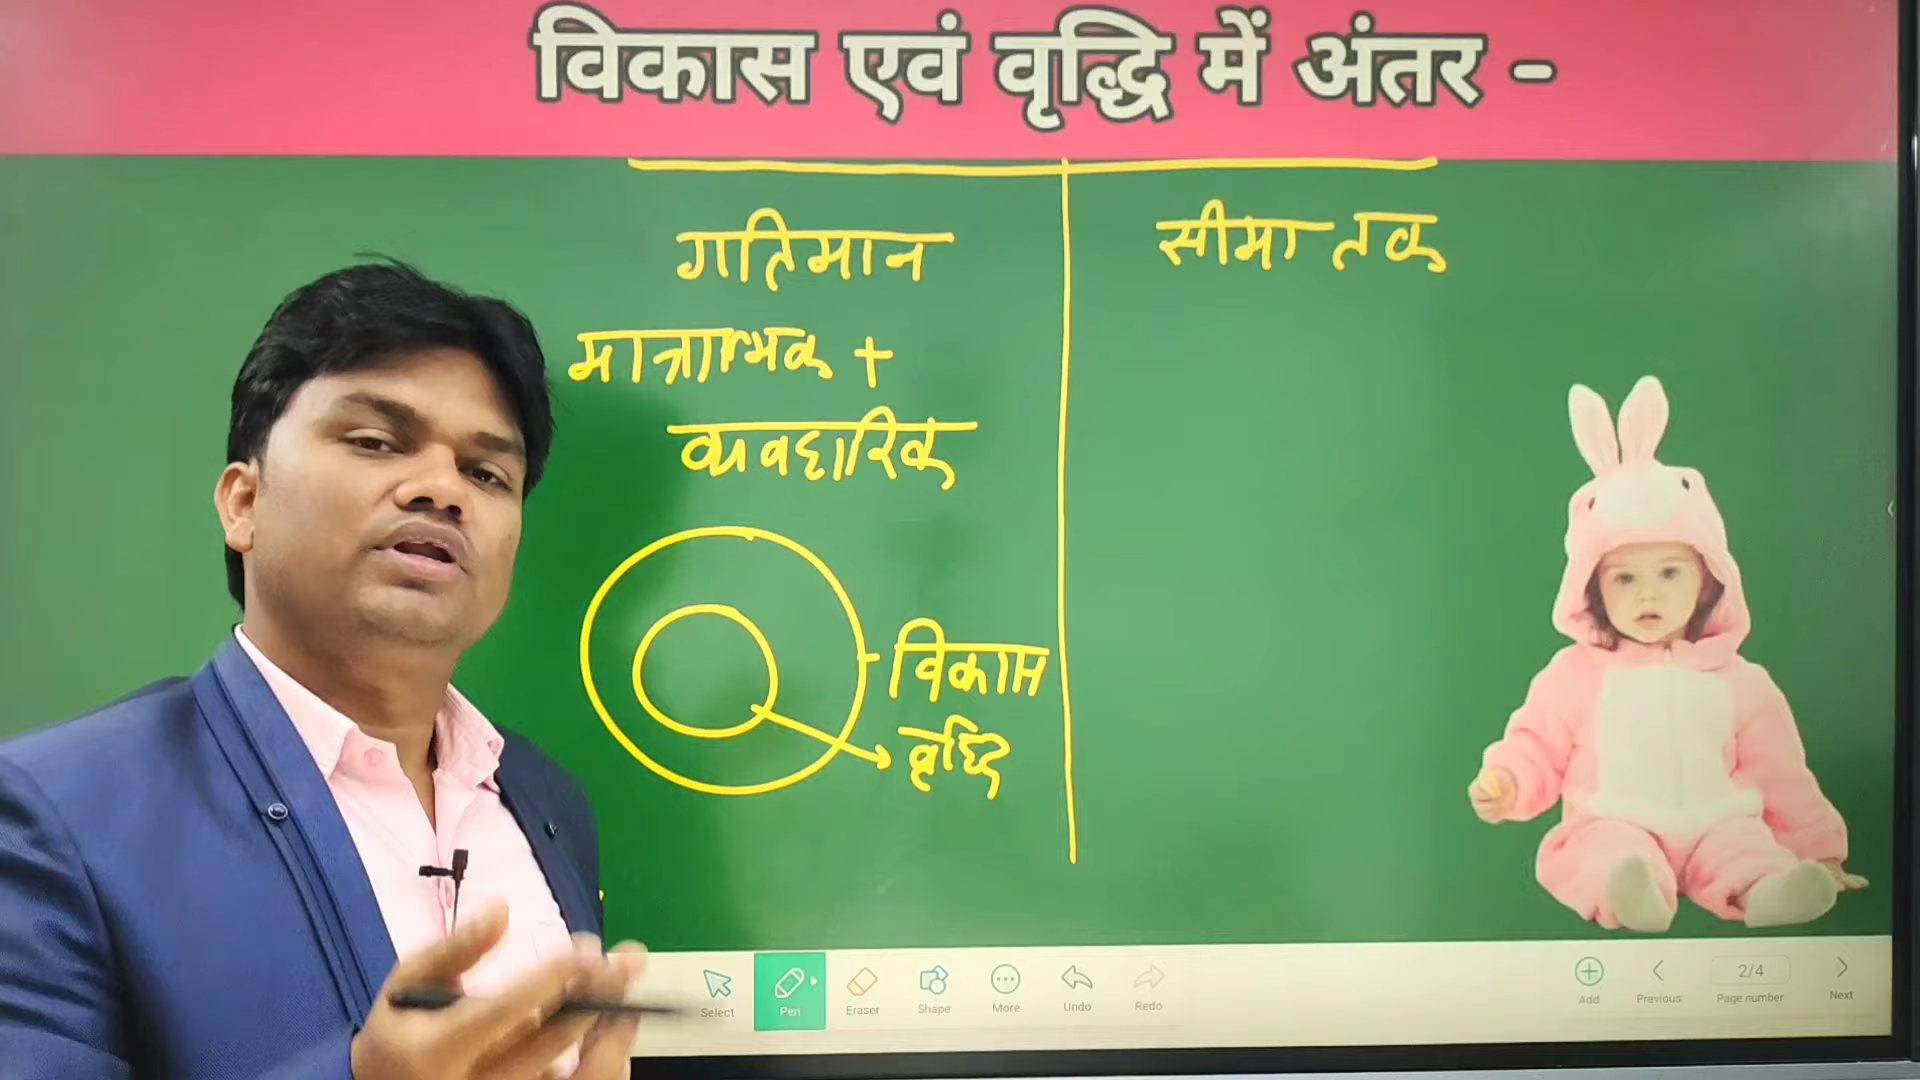 विकास एवं वृद्धि में अंतर -
गतिमान
सीमा तक
मात्रात्मक +
व्यवहारिक
विकास
वृद्धि
Select
Pen
Eraser
Shape
More
Undo
Redo
Add
Previous
2/4
Page number
Next